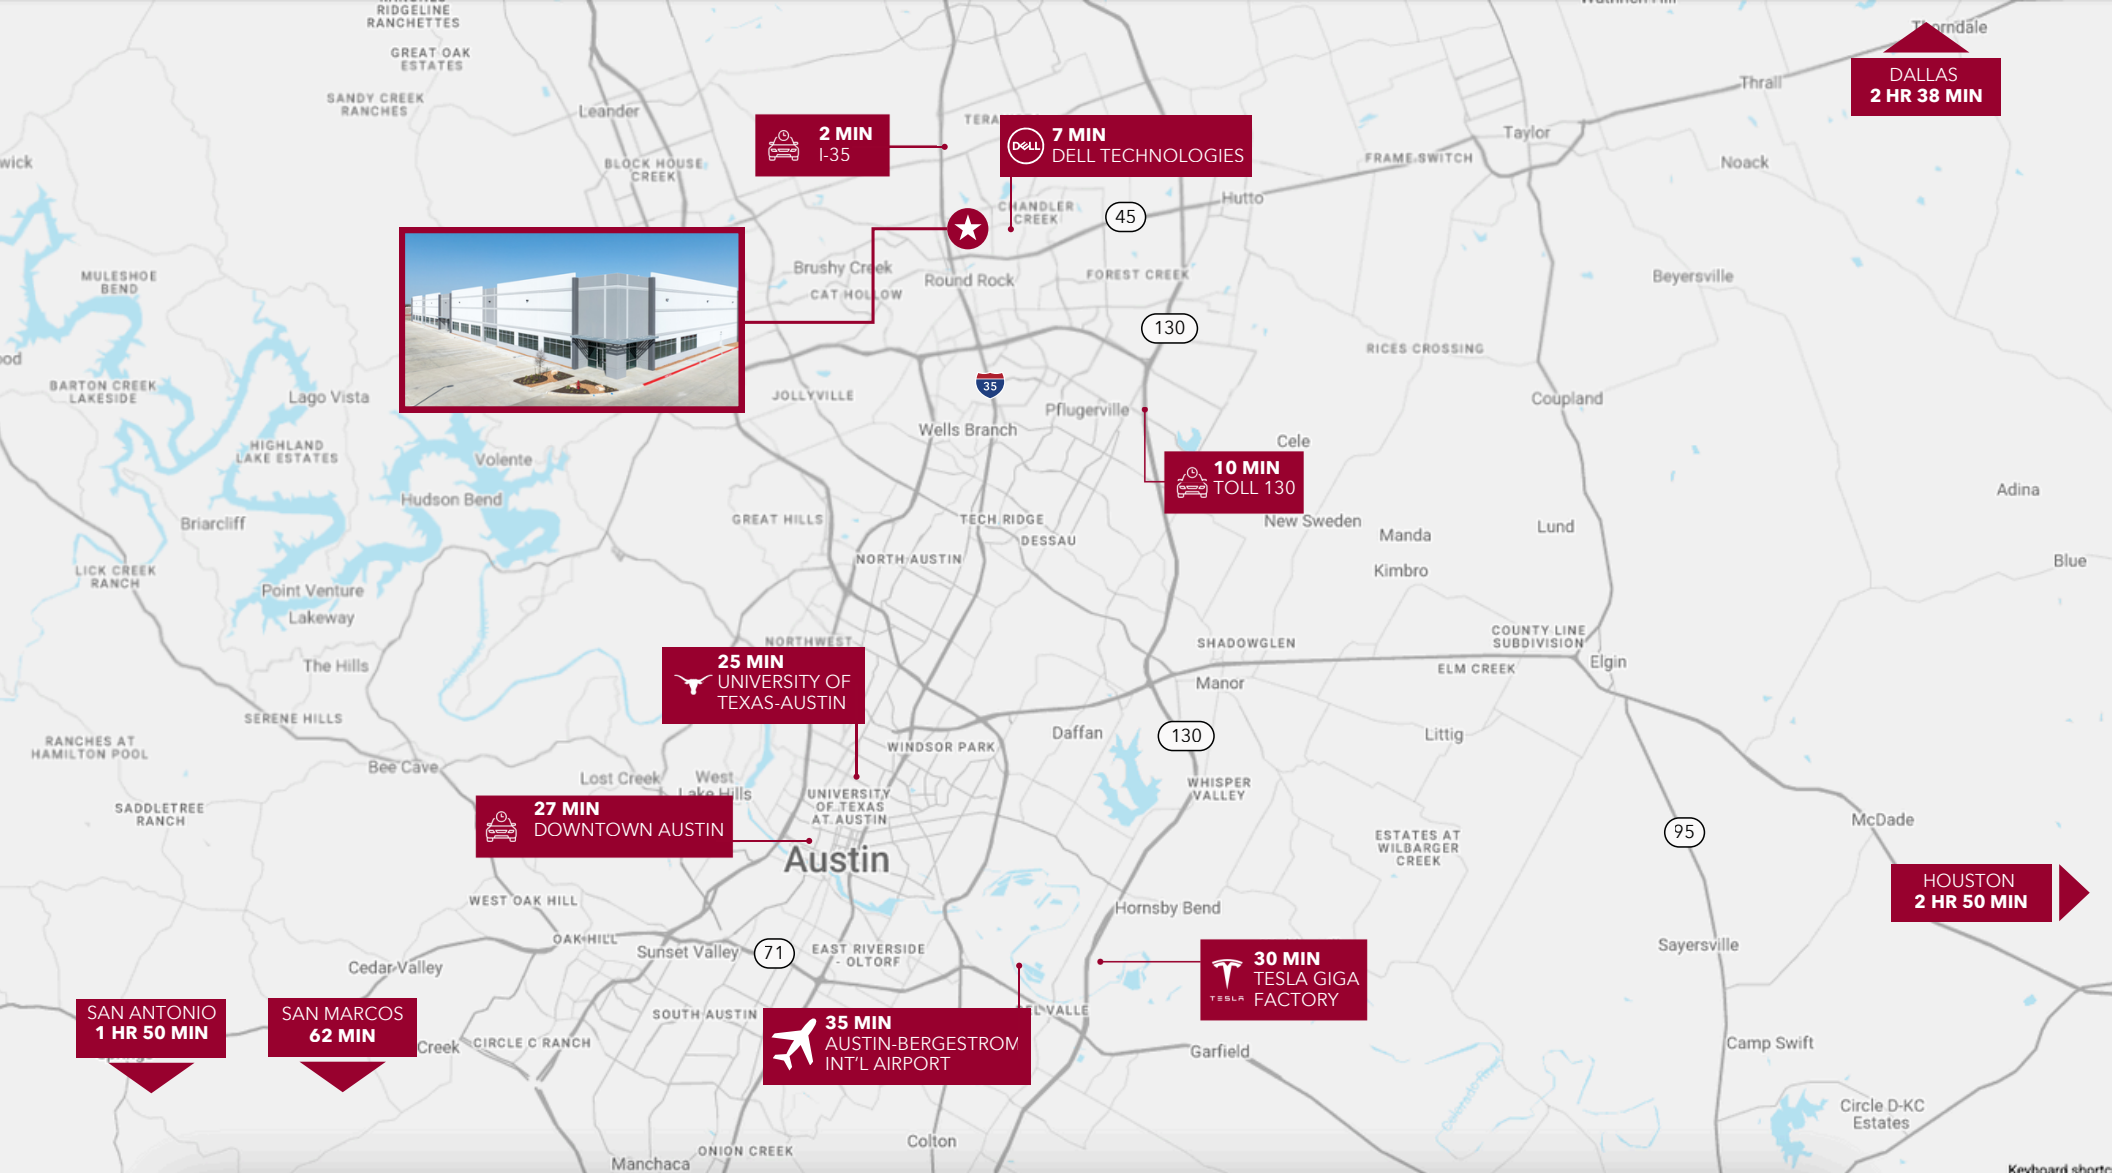 RIDGELINE
RANCHETTES
GREAT OAK
ESTATES
Thrall
DALLAS
2 HR 38 MIN
SANDY CREEK
RANCHES
Leander
TERA
2 MIN
I-35
DELL
7 MIN
DELL TECHNOLOGIES
Taylor
FRAME SWITCH
Noack
wick
BLOCK HOUSE
CREEK
Hutto
CHANDLER
CREEK
45
Brushy Creek
CAT HOLLOW
Round Rock
FOREST CREEK
Beyersville
MULESHOE
BEND
130
RICES CROSSING
ood
BARTON CREEK
LAKESIDE
Lago Vista
JOLLYVILLE
35
Pflugerville
Coupland
Wells Branch
HIGHLAND
LAKE ESTATES
Volente
Cele
10 MIN
TOLL 130
Hudson Bend
Adina
Briarcliff
GREAT HILLS
TECH RIDGE
DESSAU
New Sweden
Manda
Lund
NORTH AUSTIN
Kimbro
Blue
LICK CREEK
RANCH
Point Venture
Lakeway
The Hills
NORTHWEST
SHADOWGLEN
COUNTY LINE
SUBDIVISION
Elgin
ELM CREEK
Manor
25 MIN
UNIVERSITY OF
TEXAS-AUSTIN
SERENE HILLS
RANCHES AT
HAMILTON POOL
Bee Cave
Lost Creek
West
Lake Hills
WINDSOR PARK
Daffan
130
Littig
UNIVERSITY
OF TEXAS
AT AUSTIN
WHISPER
VALLEY
SADDLETREE
RANCH
27 MIN
DOWNTOWN AUSTIN
Austin
ESTATES AT
WILBARGER
CREEK
95
McDade
HOUSTON
2 HR 50 MIN
WEST OAK HILL
Hornsby Bend
OAK HILL
Sunset Valley
71
EAST RIVERSIDE
- OLTORF
Sayersville
Cedar Valley
TESLA
30 MIN
TESLA GIGA
FACTORY
SAN ANTONIO
1 HR 50 MIN
SAN MARCOS
62 MIN
Creek
CIRCLE C RANCH
SOUTH AUSTIN
EL VALLE
35 MIN
AUSTIN-BERGESTROM
INT'L AIRPORT
Garfield
Camp Swift
Circle D-KC
Estates
Colton
ONION CREEK
Manchaca